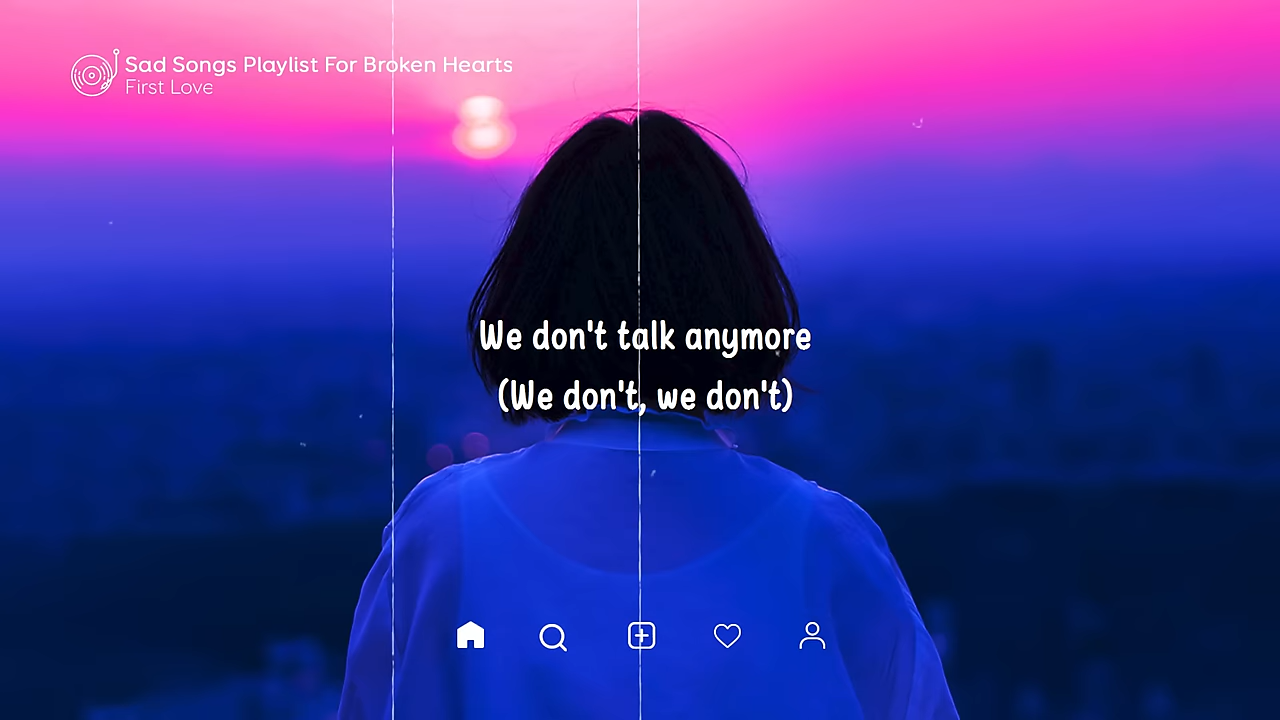 Sad Songs Playlist For Broken Hearts
First Love
We don't talk anymore
(We don't, we don't)